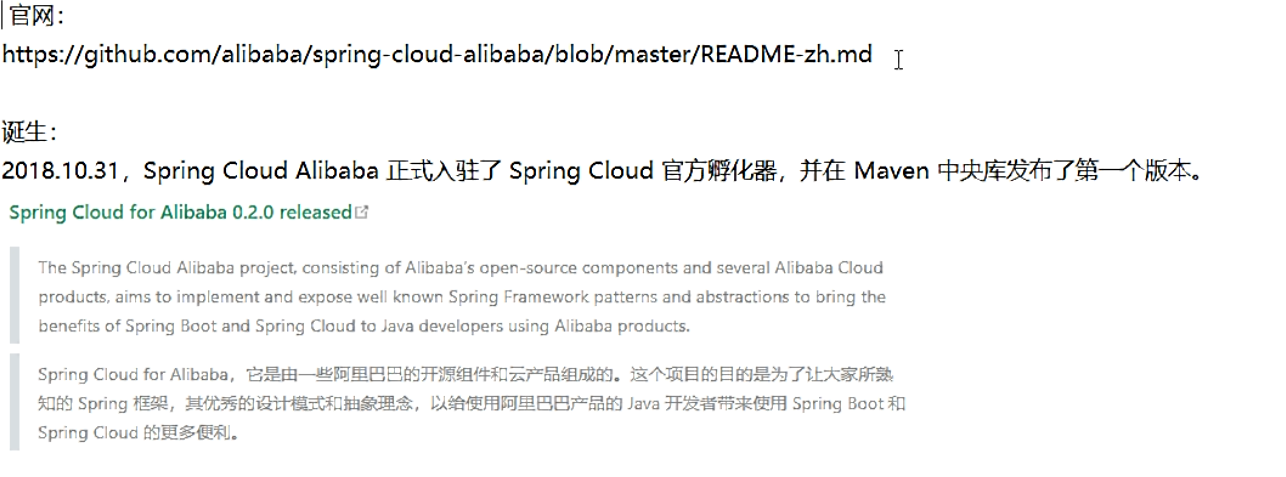 官网：
https://github.com/alibaba/spring-cloud-alibaba/blob/master/README-zh.md
诞生：
2018.10.31，Spring Cloud Alibaba 正式入驻了 Spring Cloud 官方孵化器，并在 Maven 中央库发布了第一个版本。
Spring Cloud for Alibaba 0.2.0 released
The Spring Cloud Alibaba project, consisting of Alibaba's open-source components and several Alibaba Cloud
products, aims to implement and expose well known Spring Framework patterns and abstractions to bring the
benefits of Spring Boot and Spring Cloud to Java developers using Alibaba products.
Spring Cloud for Alibaba，它是由一些阿里巴巴的开源组件和云产品组成的。这个项目的目的是为了让大家所熟
知的 Spring 框架，其优秀的设计模式和抽象理念，以给使用阿里巴巴产品的 Java 开发者带来使用 Spring Boot 和
Spring Cloud 的更多便利。